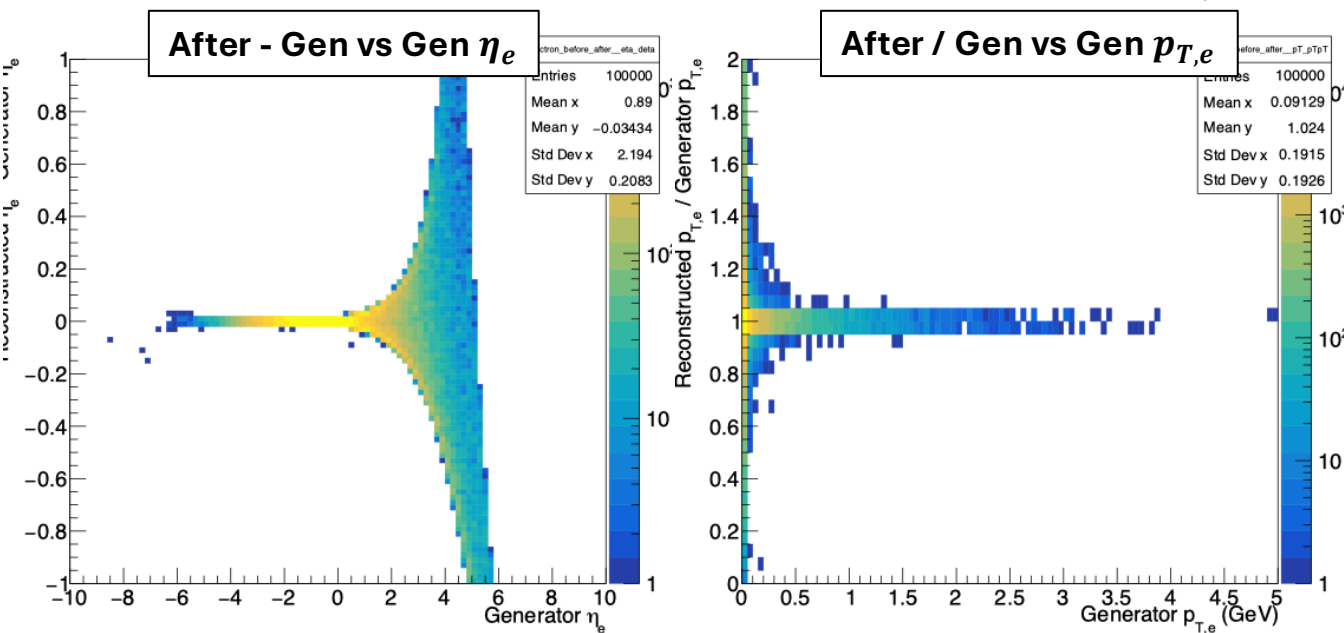 After - Gen vs Gen η_e
ctron_before_after__eta_deta
Entries 100000
Mean x 0.89
Mean y −0.03434
Std Dev x 2.194
Std Dev y 0.2083
1
0.8
0.6
0.4
0.2
0
−0.2
−0.4
−0.6
−0.8
−1
−10 −8 −6 −4 −2 0 2 4 6 8 10
Generator η_e
10
1
After / Gen vs Gen p_T,e
before_after__pT_pTpT
Entries 100000
Mean x 0.09129
Mean y 1.024
Std Dev x 0.1915
Std Dev y 0.1926
Reconstructed p_T,e / Generator p_T,e
2
1.8
1.6
1.4
1.2
1
0.8
0.6
0.4
0.2
0
0 0.5 1 1.5 2 2.5 3 3.5 4 4.5 5
Generator p_T,e (GeV)
10²
10
1